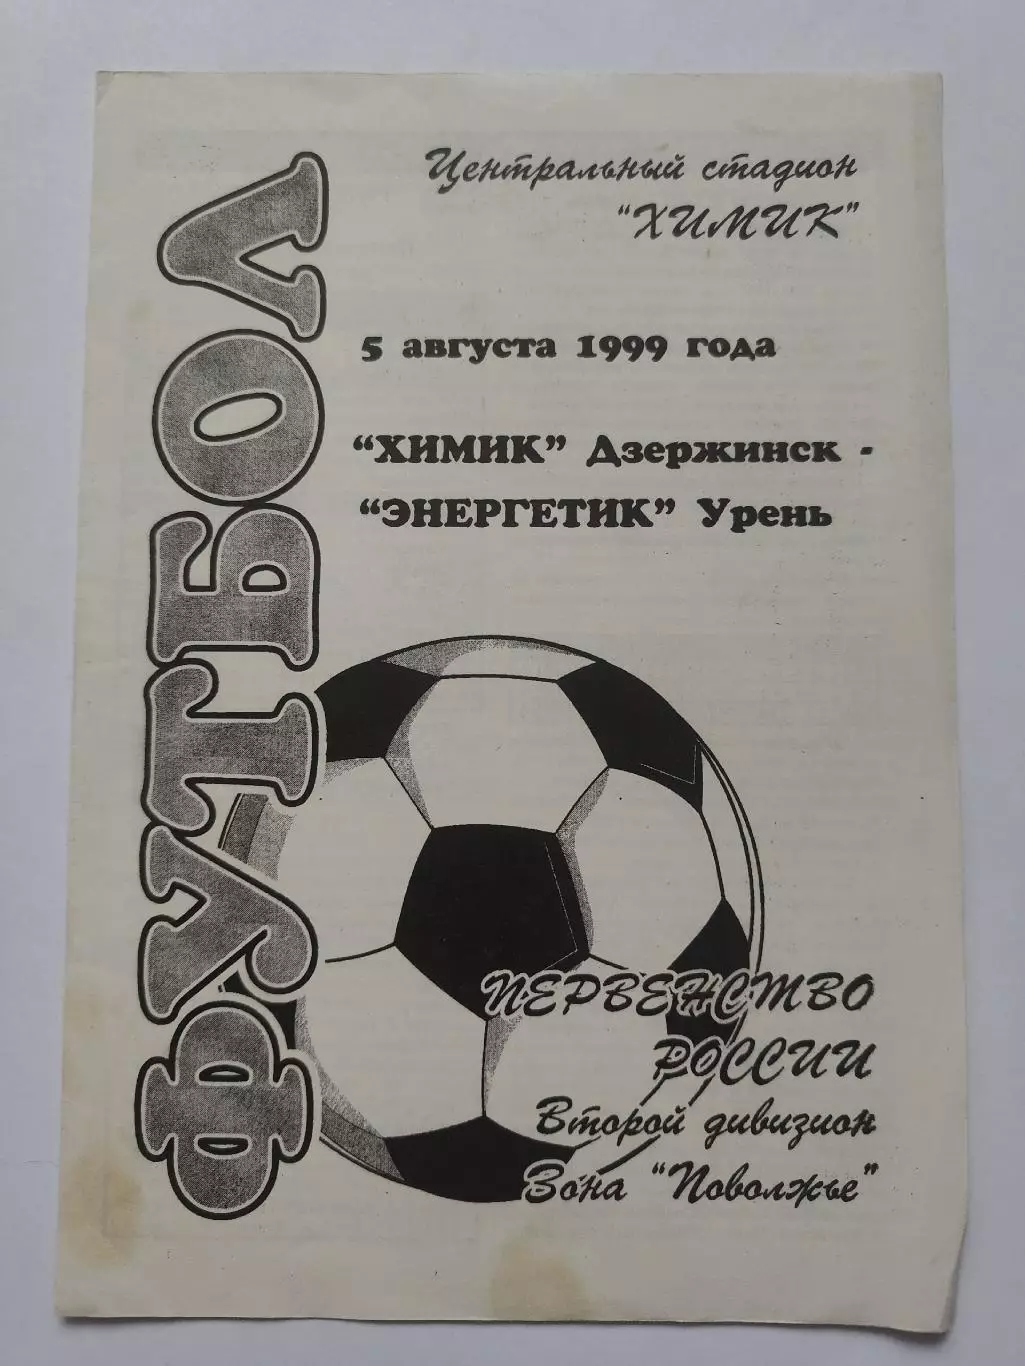 ФУТБОЛ
Центральный стадион
"ХИМИК"
5 августа 1999 года
"ХИМИК" Дзержинск -
"ЭНЕРГЕТИК" Урень
ПЕРВЕНСТВО
РОССИИ
Второй дивизион
Зона "Поволжье"